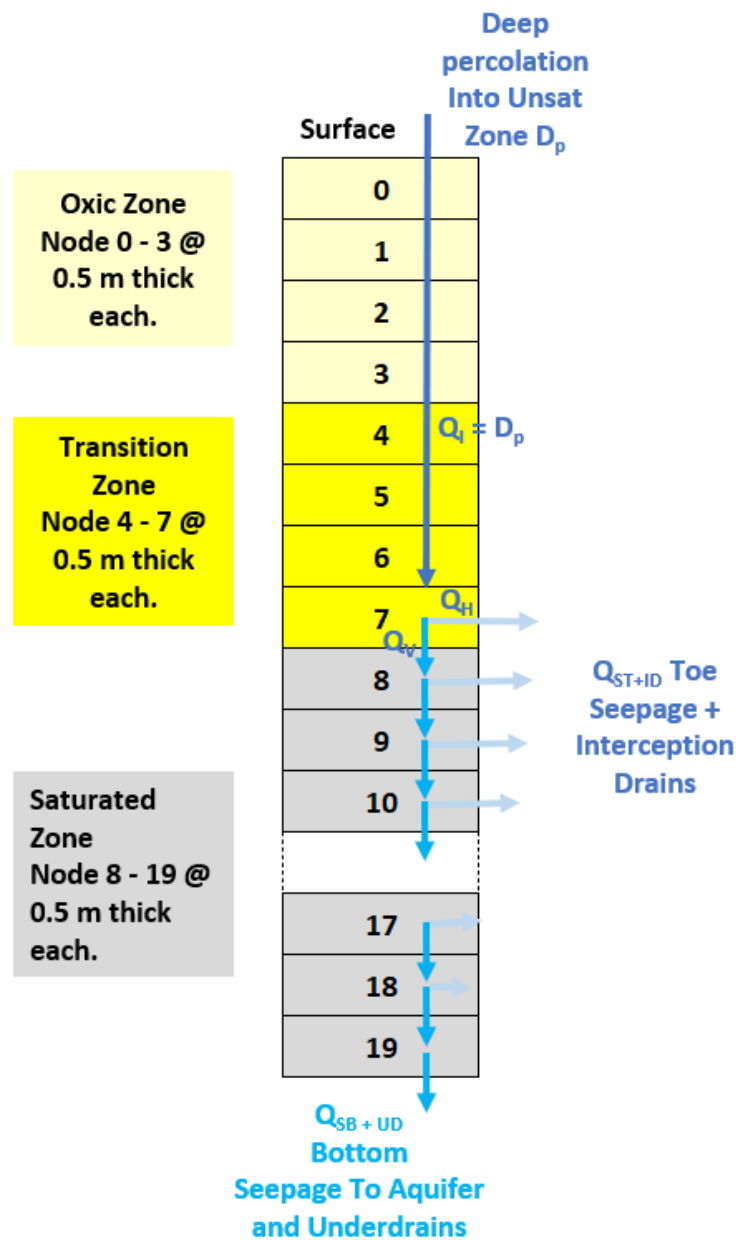 Deep
percolation
Into Unsat
Zone Dp
Surface
Oxic Zone
Node 0 - 3 @
0.5 m thick
each.
0
1
2
3
Transition
Zone
Node 4 - 7 @
0.5 m thick
each.
4
QI = Dp
5
6
7
QH
QV
8
9
10
QST+ID Toe
Seepage +
Interception
Drains
Saturated
Zone
Node 8 - 19 @
0.5 m thick
each.
17
18
19
QSB + UD
Bottom
Seepage To Aquifer
and Underdrains